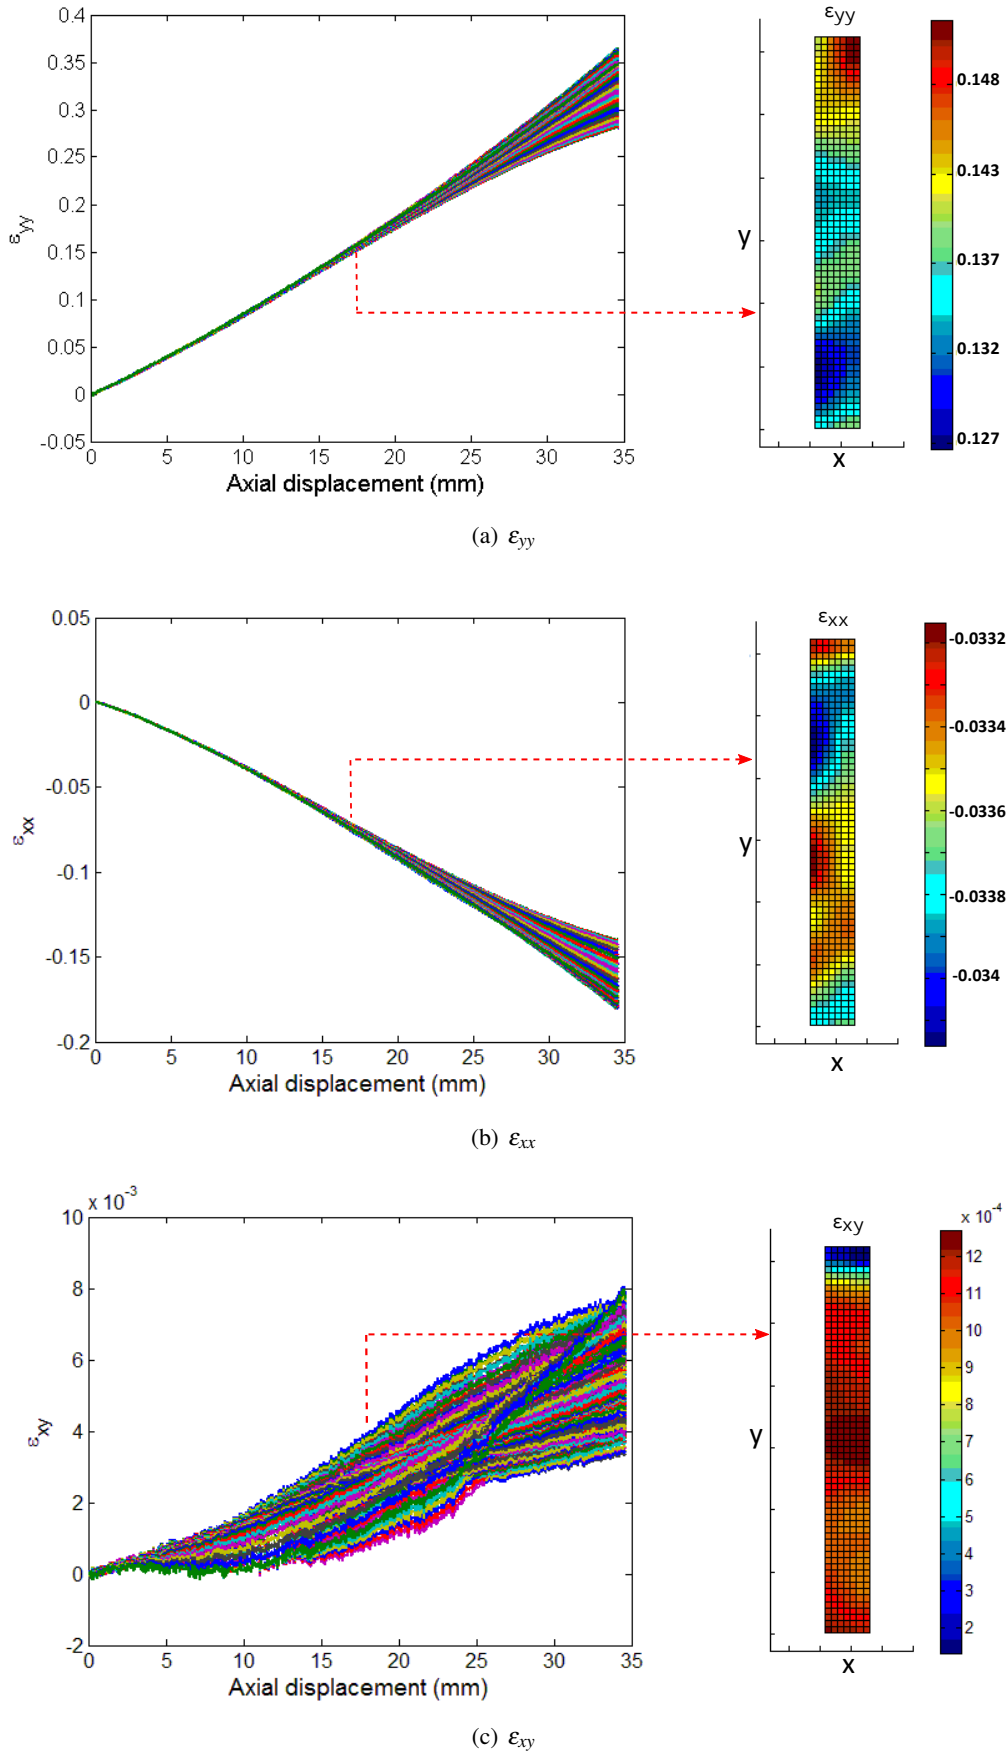 0.4
0.35
0.3
0.25
0.2
0.15
0.1
0.05
0
-0.05
εyy
0 5 10 15 20 25 30 35
Axial displacement (mm)
εyy
y
x
0.148
0.143
0.137
0.132
0.127
(a) εyy
0.05
0
-0.05
-0.1
-0.15
-0.2
εxx
0 5 10 15 20 25 30 35
Axial displacement (mm)
εxx
y
x
-0.0332
-0.0334
-0.0336
-0.0338
-0.034
(b) εxx
x 10⁻³
10
8
6
4
2
0
-2
εxy
0 5 10 15 20 25 30 35
Axial displacement (mm)
εxy
y
x
x 10⁻⁴
12
11
10
9
8
7
6
5
4
3
2
(c) εxy